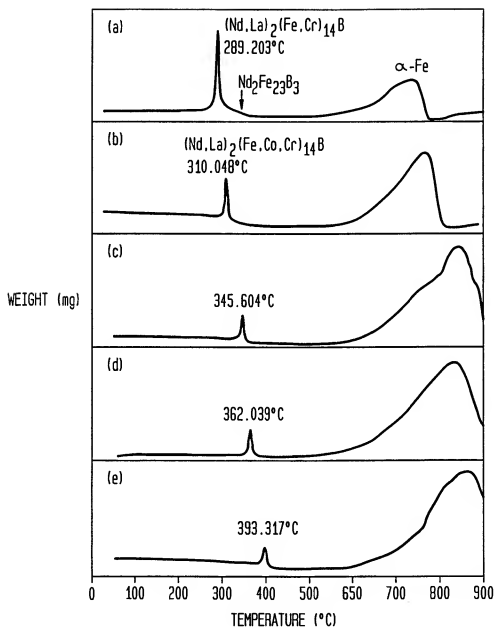 (a)
(Nd,La)2(Fe,Cr)14B
289.203°C
Nd2Fe23B3
α-Fe
(b)
(Nd,La)2(Fe,Co,Cr)14B
310.048°C
(c)
WEIGHT (mg)
345.604°C
(d)
362.039°C
(e)
393.317°C
0 100 200 300 400 500 650 700 800 900
TEMPERATURE (°C)